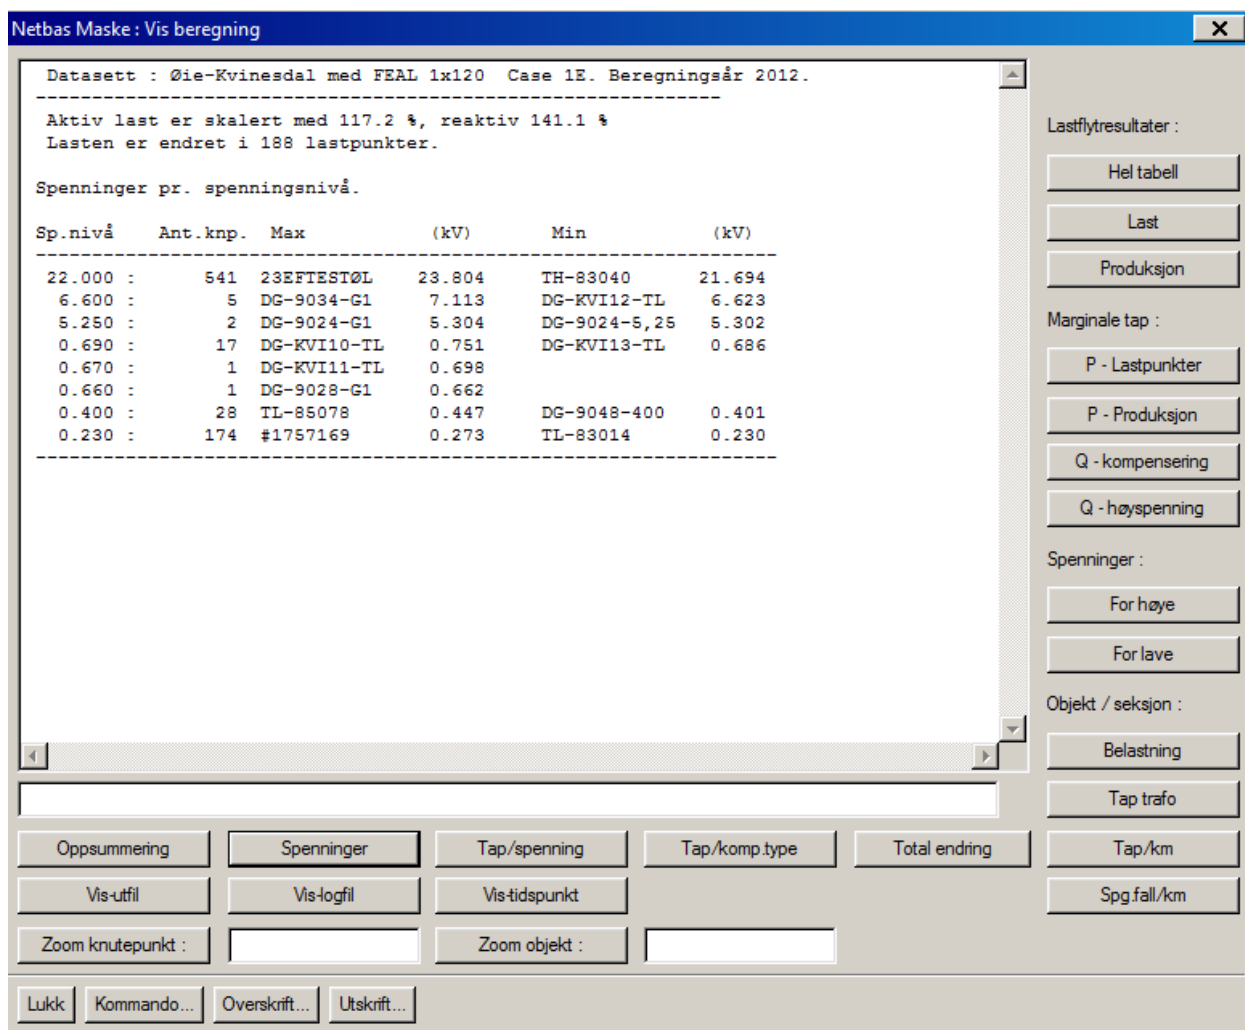 Netbas Maske : Vis beregning
Datasett : Øie-Kvinesdal med FEAL 1x120  Case 1E. Beregningsår 2012.
Aktiv last er skalert med 117.2 %, reaktiv 141.1 %
Lasten er endret i 188 lastpunkter.
Spenninger pr. spenningsnivå.
Sp.nivå    Ant.knp.  Max           (kV)       Min           (kV)
22.000 :      541  23EFTESTØL    23.804     TH-83040      21.694
6.600 :        5  DG-9034-G1     7.113     DG-KVI12-TL    6.623
5.250 :        2  DG-9024-G1     5.304     DG-9024-5,25   5.302
0.690 :       17  DG-KVI10-TL    0.751     DG-KVI13-TL    0.686
0.670 :        1  DG-KVI11-TL    0.698
0.660 :        1  DG-9028-G1     0.662
0.400 :       28  TL-85078       0.447     DG-9048-400    0.401
0.230 :      174  #1757169       0.273     TL-83014       0.230
Lastflytresultater :
Hel tabell
Last
Produksjon
Marginale tap :
P - Lastpunkter
P - Produksjon
Q - kompensering
Q - høyspenning
Spenninger :
For høye
For lave
Objekt / seksjon :
Belastning
Tap trafo
Oppsummering Spenninger Tap/spenning Tap/komp.type Total endring Tap/km
Vis-utfil Vis-logfil Vis-tidspunkt Spg.fall/km
Zoom knutepunkt : Zoom objekt :
Lukk Kommando... Overskrift... Utskrift...